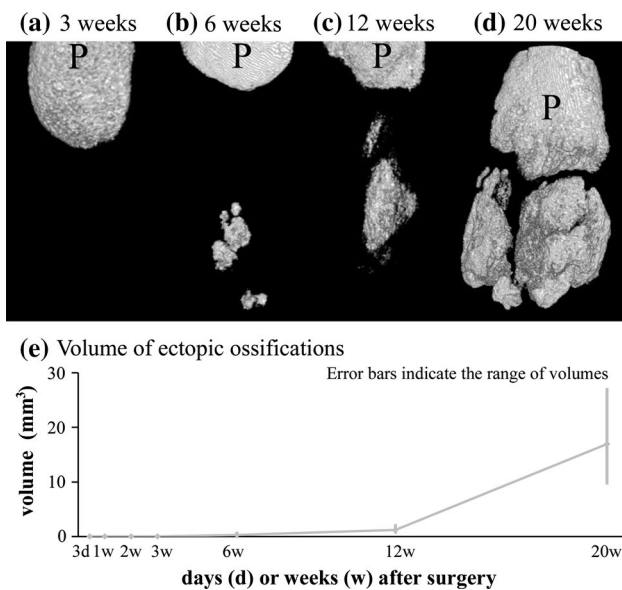 (a) 3 weeks (b) 6 weeks (c) 12 weeks (d) 20 weeks
P P P P
(e) Volume of ectopic ossifications
Error bars indicate the range of volumes
volume (mm³)
30
20
10
0
3d 1w 2w 3w 6w 12w 20w
days (d) or weeks (w) after surgery